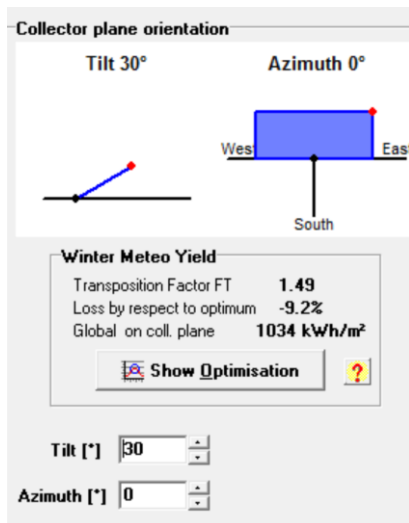 Collector plane orientation
Tilt 30° Azimuth 0°
West East
South
Winter Meteo Yield
Transposition Factor FT 1.49
Loss by respect to optimum -9.2%
Global on coll. plane 1034 kWh/m²
Show Optimisation ?
Tilt [°] 30
Azimuth [°] 0